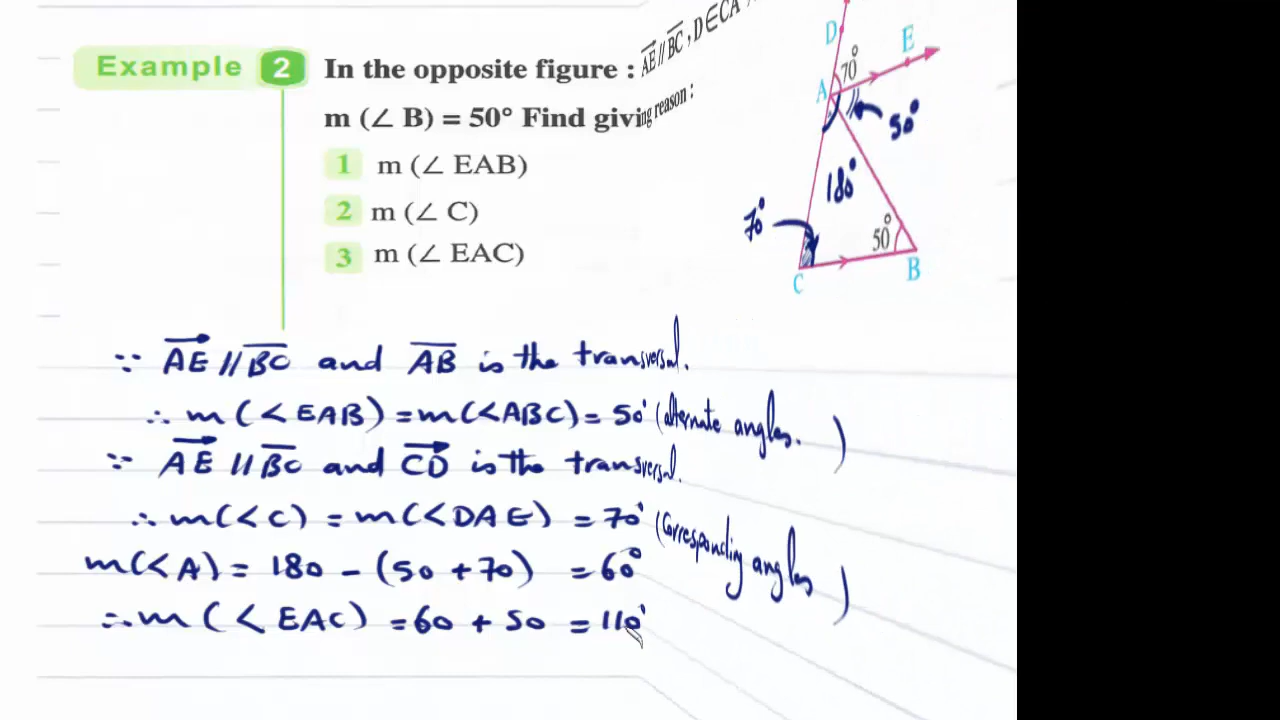 Example 2 In the opposite figure : AE // BC , D ∈ CA
m (∠ B) = 50° Find giving reason :
1 m (∠ EAB)
2 m (∠ C)
3 m (∠ EAC)
D
E
70°
A
50°
180°
70°
50°
B
C
∵ AE // BC and AB is the transversal.
∴ m (<EAB) = m(<ABC) = 50° (alternate angles. )
∵ AE // BC and CD is the transversal.
∴ m(<C) = m(<DAE) = 70° (Corresponding angles )
m(<A) = 180 - (50 + 70) = 60°
∴ m (<EAC) = 60 + 50 = 110°